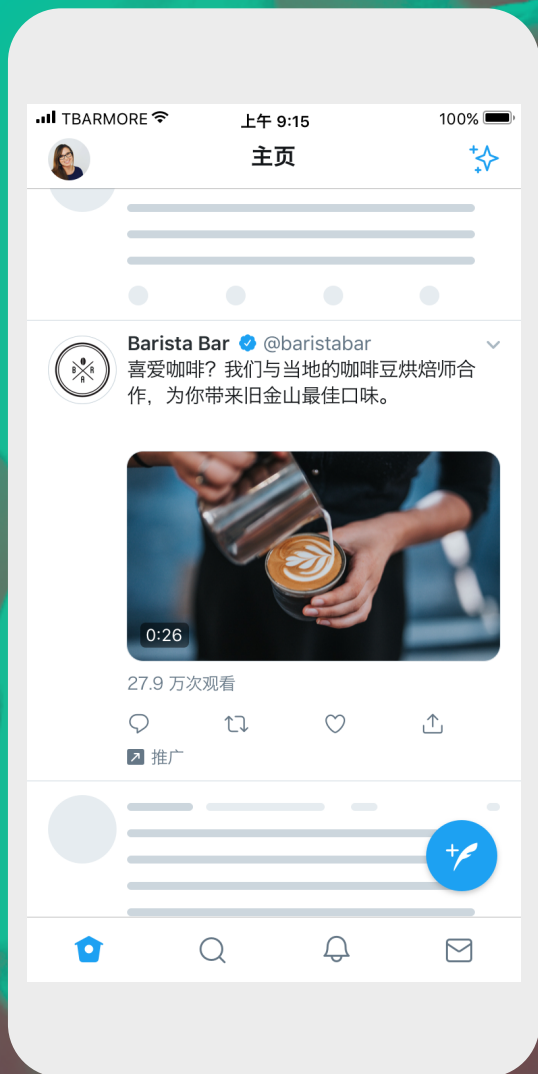 TBARMORE 上午 9:15 100%
主页
Barista Bar @baristabar
喜爱咖啡？我们与当地的咖啡豆烘焙师合
作，为你带来旧金山最佳口味。
B R
A
0:26
27.9 万次观看
推广